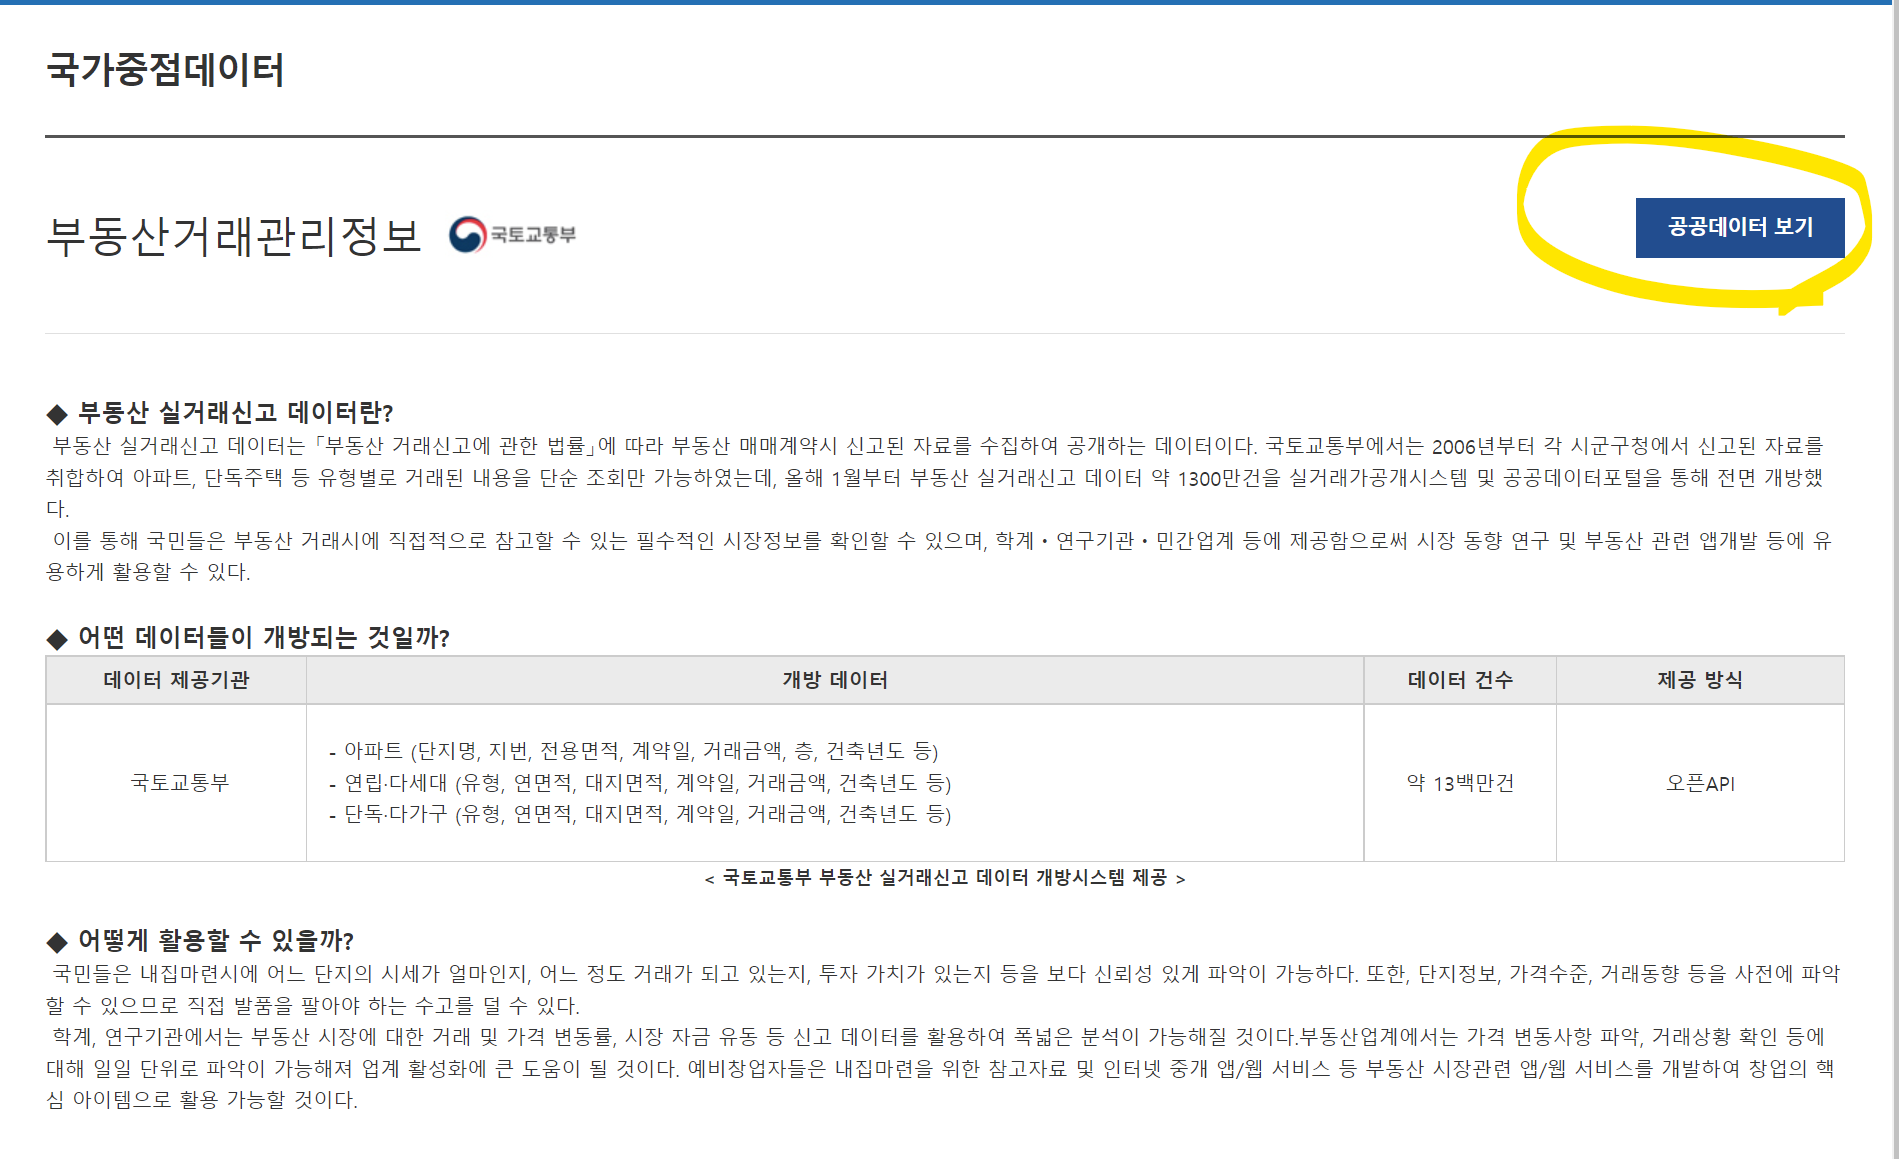 국가중점데이터
부동산거래관리정보 국토교통부 공공데이터 보기
◆ 부동산 실거래신고 데이터란?
부동산 실거래신고 데이터는 「부동산 거래신고에 관한 법률」에 따라 부동산 매매계약시 신고된 자료를 수집하여 공개하는 데이터이다. 국토교통부에서는 2006년부터 각 시군구청에서 신고된 자료를
취합하여 아파트, 단독주택 등 유형별로 거래된 내용을 단순 조회만 가능하였는데, 올해 1월부터 부동산 실거래신고 데이터 약 1300만건을 실거래가공개시스템 및 공공데이터포털을 통해 전면 개방했
다.
이를 통해 국민들은 부동산 거래시에 직접적으로 참고할 수 있는 필수적인 시장정보를 확인할 수 있으며, 학계・연구기관・민간업계 등에 제공함으로써 시장 동향 연구 및 부동산 관련 앱개발 등에 유
용하게 활용할 수 있다.
◆ 어떤 데이터들이 개방되는 것일까?
데이터 제공기관 개방 데이터 데이터 건수 제공 방식
- 아파트 (단지명, 지번, 전용면적, 계약일, 거래금액, 층, 건축년도 등)
국토교통부 - 연립·다세대 (유형, 연면적, 대지면적, 계약일, 거래금액, 건축년도 등) 약 13백만건 오픈API
- 단독·다가구 (유형, 연면적, 대지면적, 계약일, 거래금액, 건축년도 등)
< 국토교통부 부동산 실거래신고 데이터 개방시스템 제공 >
◆ 어떻게 활용할 수 있을까?
국민들은 내집마련시에 어느 단지의 시세가 얼마인지, 어느 정도 거래가 되고 있는지, 투자 가치가 있는지 등을 보다 신뢰성 있게 파악이 가능하다. 또한, 단지정보, 가격수준, 거래동향 등을 사전에 파악
할 수 있으므로 직접 발품을 팔아야 하는 수고를 덜 수 있다.
학계, 연구기관에서는 부동산 시장에 대한 거래 및 가격 변동률, 시장 자금 유동 등 신고 데이터를 활용하여 폭넓은 분석이 가능해질 것이다.부동산업계에서는 가격 변동사항 파악, 거래상황 확인 등에
대해 일일 단위로 파악이 가능해져 업계 활성화에 큰 도움이 될 것이다. 예비창업자들은 내집마련을 위한 참고자료 및 인터넷 중개 앱/웹 서비스 등 부동산 시장관련 앱/웹 서비스를 개발하여 창업의 핵
심 아이템으로 활용 가능할 것이다.